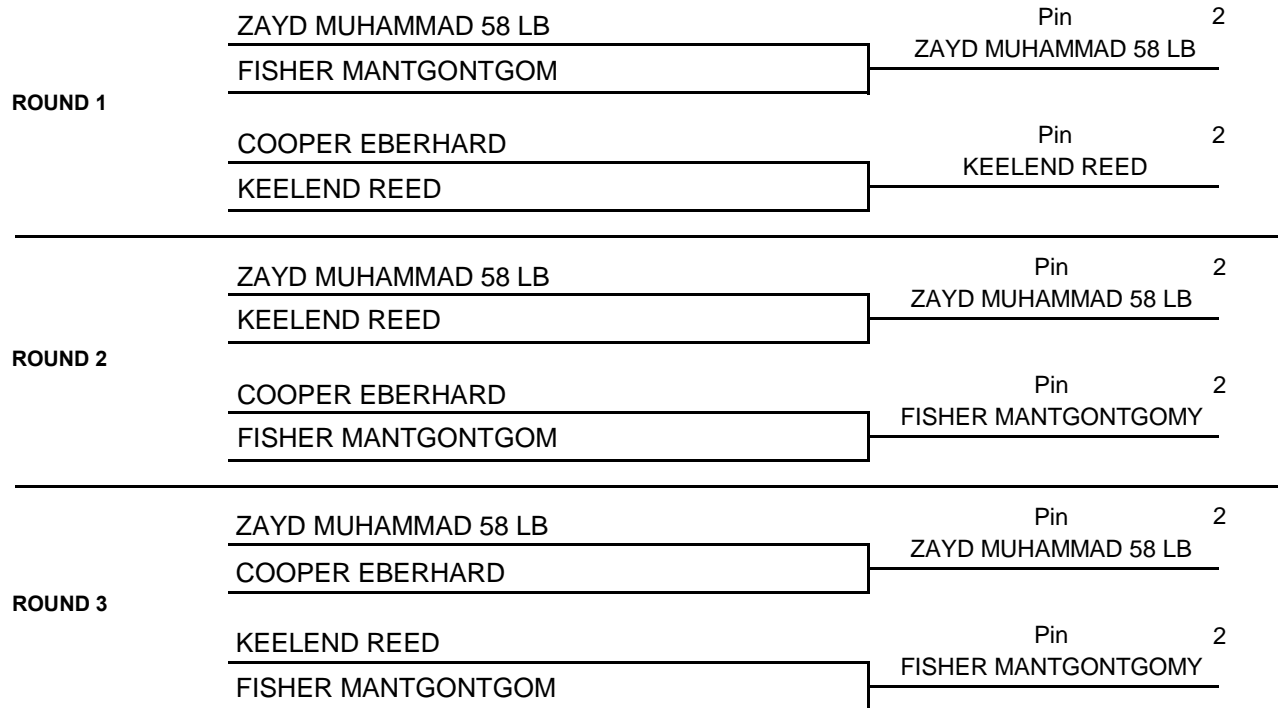 ZAYD MUHAMMAD 58 LB
Pin 2
ZAYD MUHAMMAD 58 LB
FISHER MANTGONTGOM
ROUND 1
COOPER EBERHARD
Pin 2
KEELEND REED
KEELEND REED
ZAYD MUHAMMAD 58 LB
Pin 2
ZAYD MUHAMMAD 58 LB
KEELEND REED
ROUND 2
COOPER EBERHARD
Pin 2
FISHER MANTGONTGOMY
FISHER MANTGONTGOM
ZAYD MUHAMMAD 58 LB
Pin 2
ZAYD MUHAMMAD 58 LB
COOPER EBERHARD
ROUND 3
KEELEND REED
Pin 2
FISHER MANTGONTGOMY
FISHER MANTGONTGOM